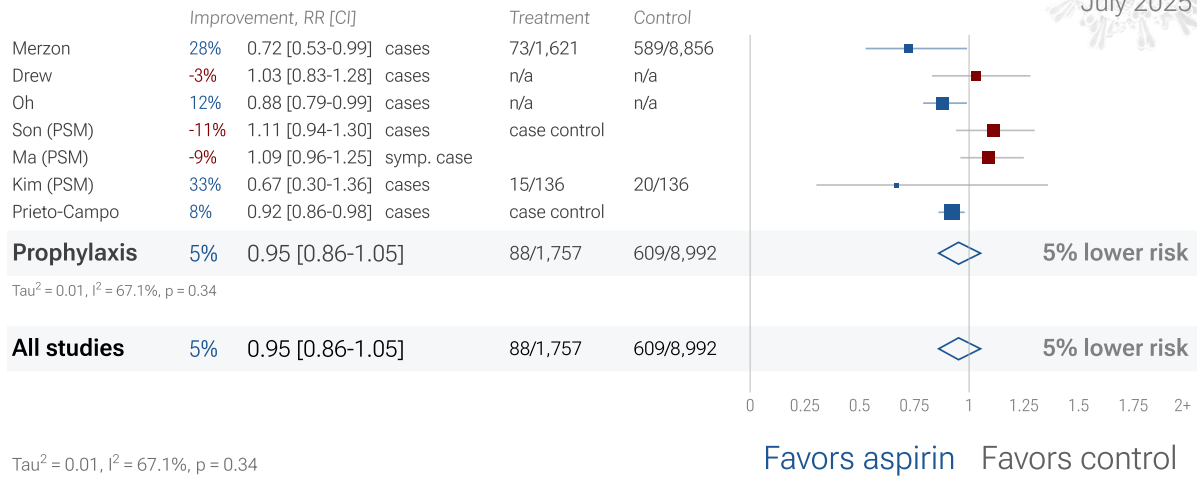 July 2025
Improvement, RR [CI] Treatment Control
Merzon 28% 0.72 [0.53-0.99] cases 73/1,621 589/8,856
Drew -3% 1.03 [0.83-1.28] cases n/a n/a
Oh 12% 0.88 [0.79-0.99] cases n/a n/a
Son (PSM) -11% 1.11 [0.94-1.30] cases case control
Ma (PSM) -9% 1.09 [0.96-1.25] symp. case
Kim (PSM) 33% 0.67 [0.30-1.36] cases 15/136 20/136
Prieto-Campo 8% 0.92 [0.86-0.98] cases case control
Prophylaxis 5% 0.95 [0.86-1.05] 88/1,757 609/8,992 5% lower risk
Tau² = 0.01, I² = 67.1%, p = 0.34
All studies 5% 0.95 [0.86-1.05] 88/1,757 609/8,992 5% lower risk
0 0.25 0.5 0.75 1 1.25 1.5 1.75 2+
Tau² = 0.01, I² = 67.1%, p = 0.34 Favors aspirin Favors control